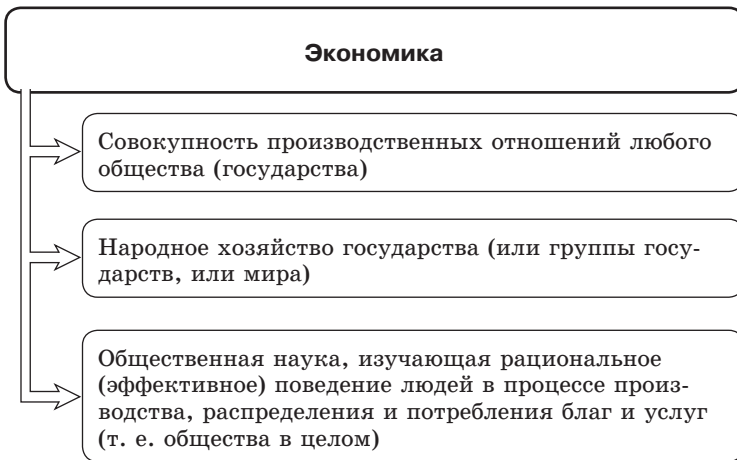 Экономика
Совокупность производственных отношений любого
общества (государства)
Народное хозяйство государства (или группы госу-
дарств, или мира)
Общественная наука, изучающая рациональное
(эффективное) поведение людей в процессе произ-
водства, распределения и потребления благ и услуг
(т. е. общества в целом)